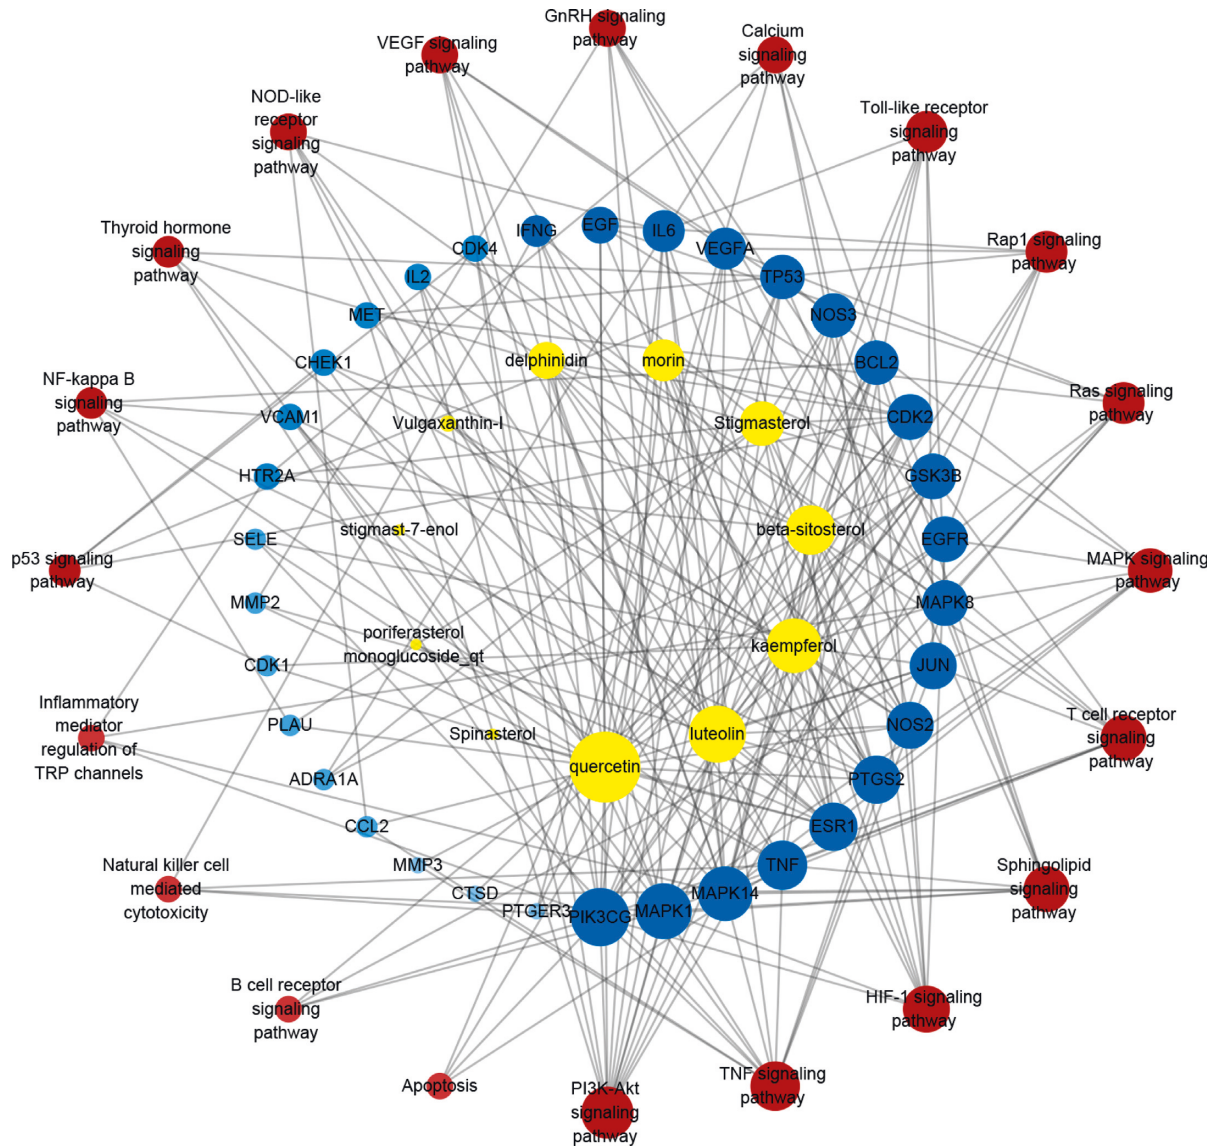 GnRH signaling
pathway
VEGF signaling
pathway
Calcium
signaling
pathway
NOD-like
receptor
signaling
pathway
Toll-like receptor
signaling
pathway
Thyroid hormone
signaling
pathway
Rap1 signaling
pathway
NF-kappa B
signaling
pathway
Ras signaling
pathway
p53 signaling
pathway
MAPK signaling
pathway
Inflammatory
mediator
regulation of
TRP channels
T cell receptor
signaling
pathway
Natural killer cell
mediated
cytotoxicity
Sphingolipid
signaling
pathway
B cell receptor
signaling
pathway
HIF-1 signaling
pathway
Apoptosis
PI3K-Akt
signaling
pathway
TNF signaling
pathway
IFNG
EGF
IL6
VEGFA
TP53
NOS3
BCL2
CDK2
GSK3B
EGFR
MAPK8
JUN
NOS2
PTGS2
ESR1
TNF
MAPK14
MAPK1
PIK3CG
PTGER3
CTSD
MMP3
CCL2
ADRA1A
PLAU
CDK1
MMP2
SELE
HTR2A
VCAM1
CHEK1
MET
IL2
CDK4
delphinidin
morin
Vulgaxanthin-I
Stigmasterol
stigmast-7-enol
beta-sitosterol
poriferasterol
monoglucoside_qt
kaempferol
Spinasterol
luteolin
quercetin